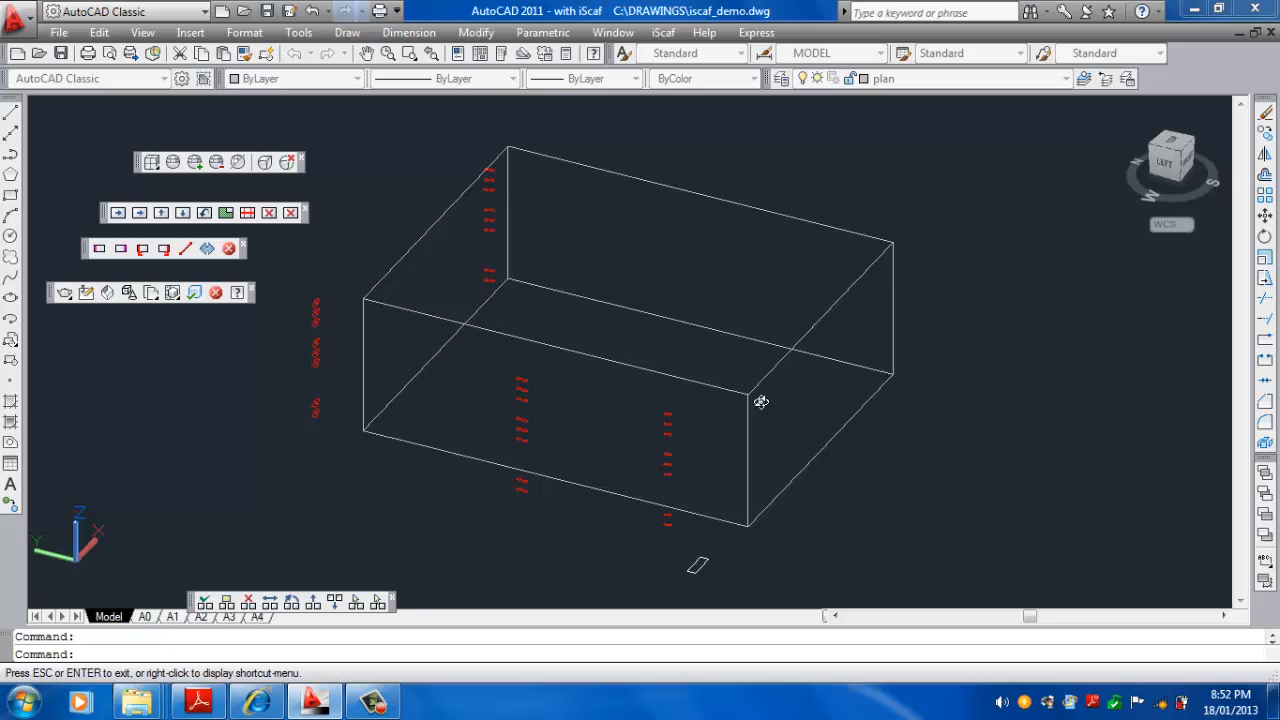 AutoCAD Classic
AutoCAD 2011 - with iScaf C:\DRAWINGS\iscaf_demo.dwg
Type a keyword or phrase
File Edit View Insert Format Tools Draw Dimension Modify Parametric Window iScaf Help Express
Standard MODEL Standard Standard
AutoCAD Classic ByLayer ByLayer ByLayer ByColor plan
LEFT
N
W
S
WCS
Z
Y X
Model A0 A1 A2 A3 A4
Command:
Command:
Press ESC or ENTER to exit, or right-click to display shortcut-menu.
8:52 PM
18/01/2013